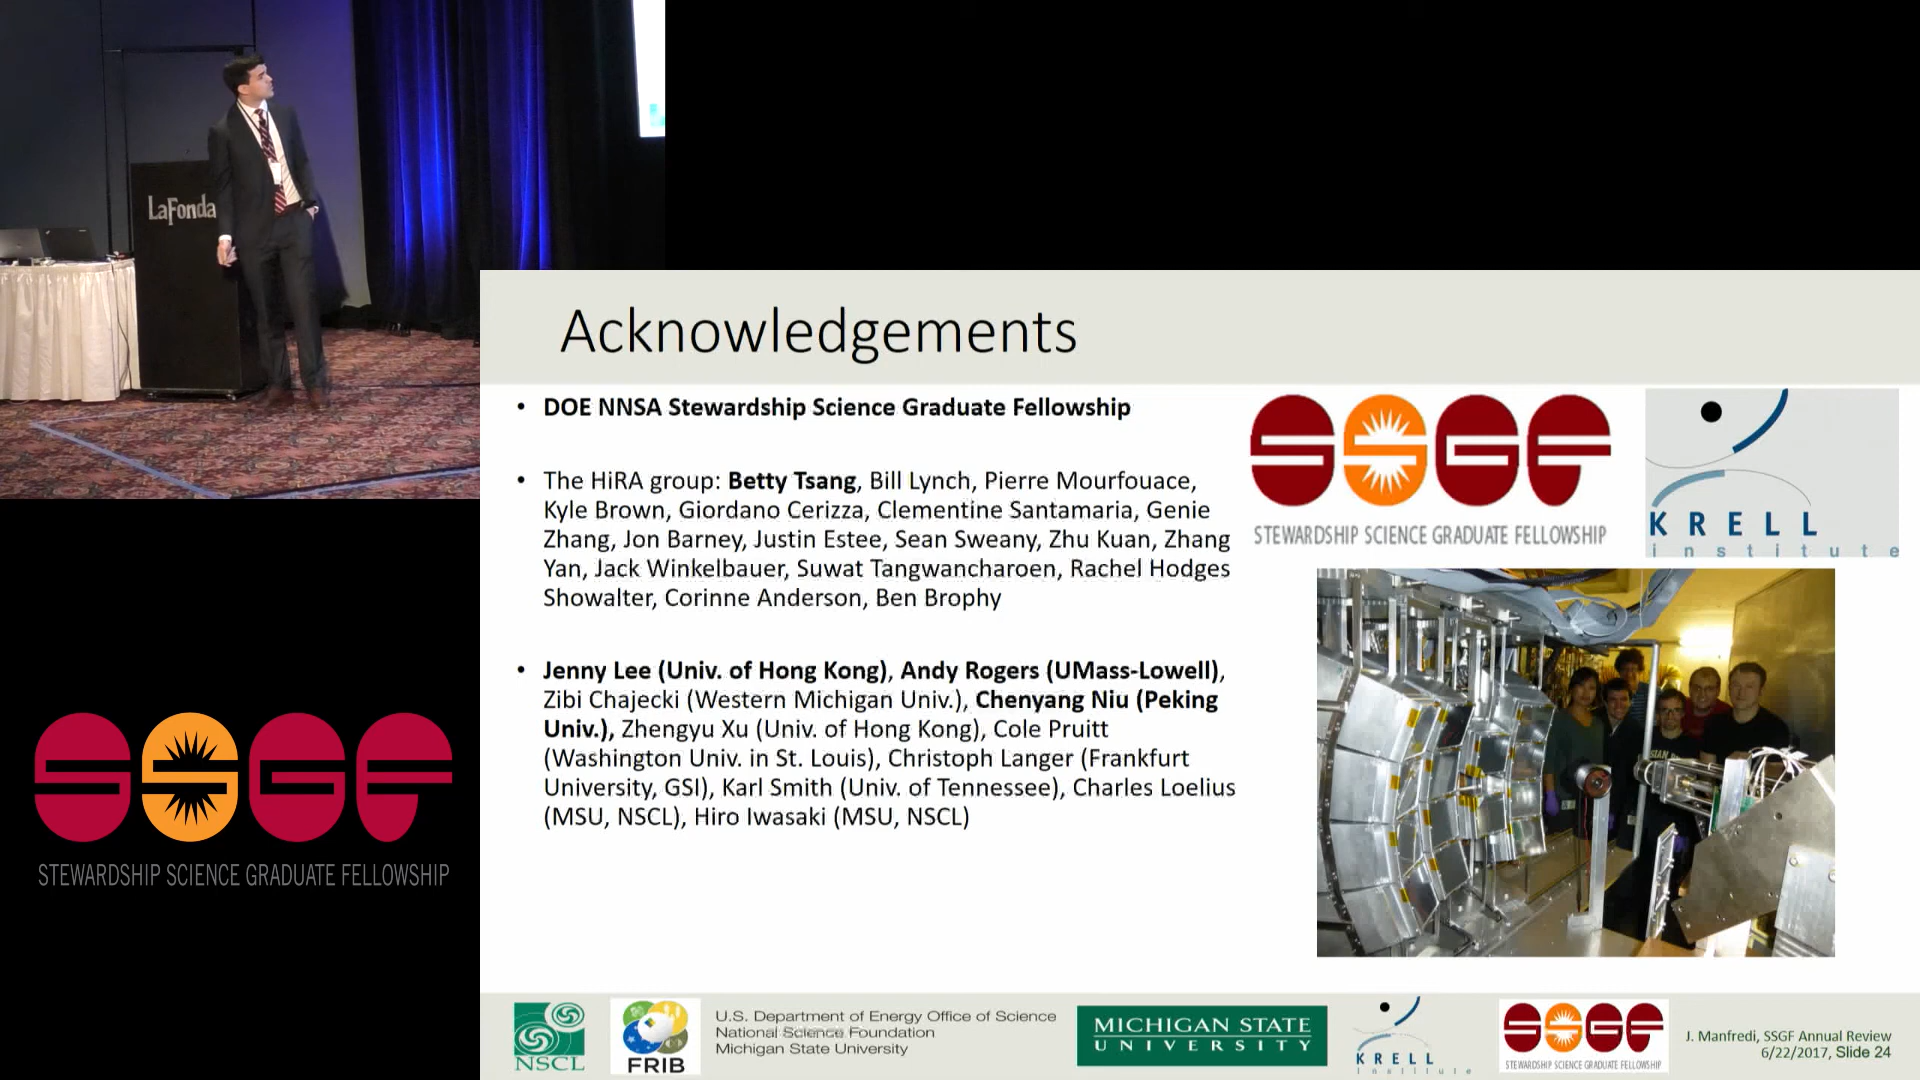 LaFonda
Acknowledgements
• DOE NNSA Stewardship Science Graduate Fellowship
• The HiRA group: Betty Tsang, Bill Lynch, Pierre Mourfouace,
Kyle Brown, Giordano Cerizza, Clementine Santamaria, Genie
Zhang, Jon Barney, Justin Estee, Sean Sweany, Zhu Kuan, Zhang
Yan, Jack Winkelbauer, Suwat Tangwancharoen, Rachel Hodges
Showalter, Corinne Anderson, Ben Brophy
• Jenny Lee (Univ. of Hong Kong), Andy Rogers (UMass-Lowell),
Zibi Chajecki (Western Michigan Univ.), Chenyang Niu (Peking
Univ.), Zhengyu Xu (Univ. of Hong Kong), Cole Pruitt
(Washington Univ. in St. Louis), Christoph Langer (Frankfurt
University, GSI), Karl Smith (Univ. of Tennessee), Charles Loelius
(MSU, NSCL), Hiro Iwasaki (MSU, NSCL)
SSGF
STEWARDSHIP SCIENCE GRADUATE FELLOWSHIP
KRELL
institute
SSGF
STEWARDSHIP SCIENCE GRADUATE FELLOWSHIP
NSCL
FRIB
U.S. Department of Energy Office of Science
National Science Foundation
Michigan State University
MICHIGAN STATE
UNIVERSITY
KRELL
institute
SSGF
STEWARDSHIP SCIENCE GRADUATE FELLOWSHIP
J. Manfredi, SSGF Annual Review
6/22/2017, Slide 24